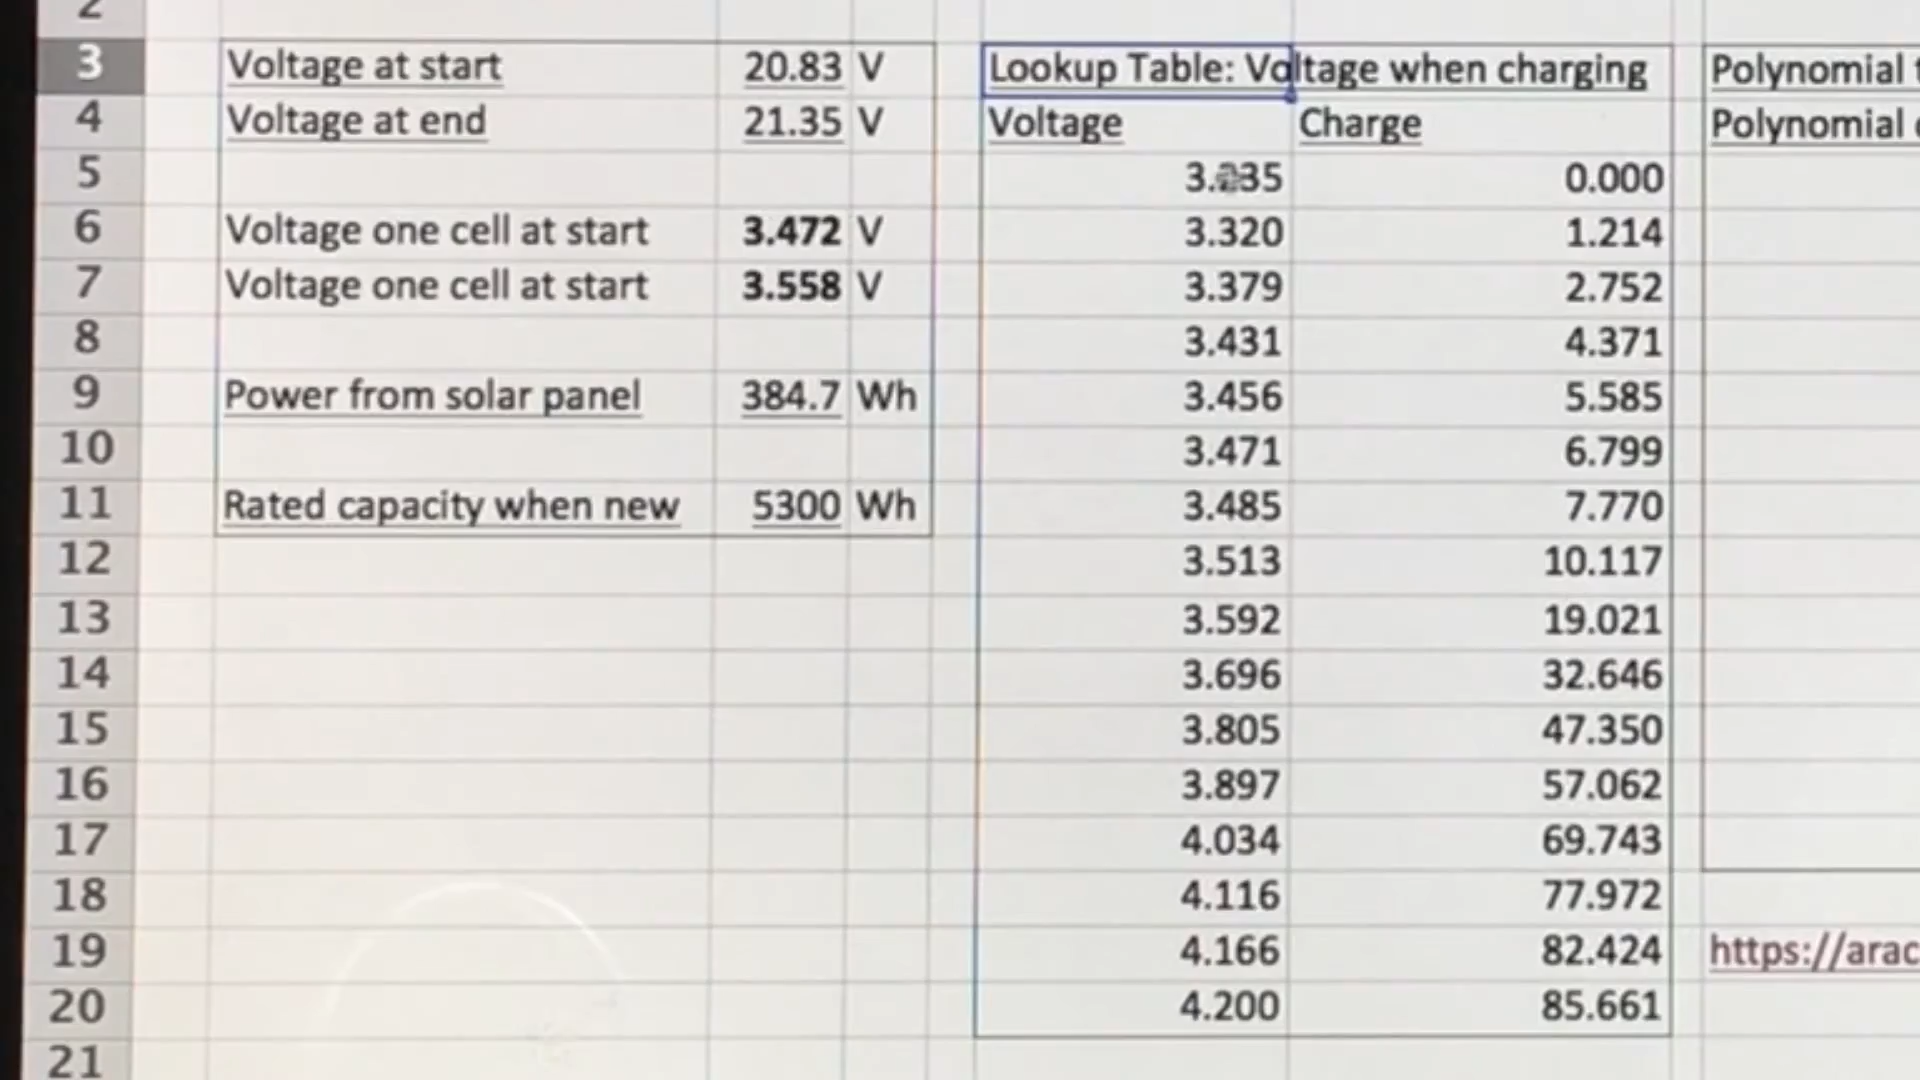 2
3 Voltage at start 20.83 V Lookup Table: Voltage when charging Polynomial
4 Voltage at end 21.35 V Voltage Charge Polynomial
5 3.235 0.000
6 Voltage one cell at start 3.472 V 3.320 1.214
7 Voltage one cell at start 3.558 V 3.379 2.752
8 3.431 4.371
9 Power from solar panel 384.7 Wh 3.456 5.585
10 3.471 6.799
11 Rated capacity when new 5300 Wh 3.485 7.770
12 3.513 10.117
13 3.592 19.021
14 3.696 32.646
15 3.805 47.350
16 3.897 57.062
17 4.034 69.743
18 4.116 77.972
19 4.166 82.424 https://arac
20 4.200 85.661
21